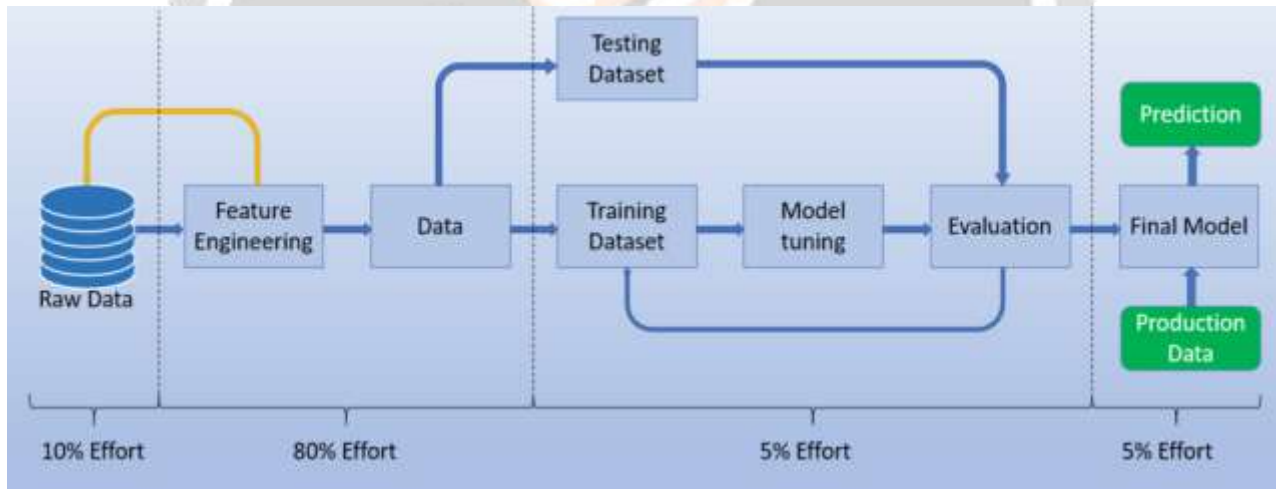 Testing
Dataset
Prediction
Feature
Engineering
Data
Training
Dataset
Model
tuning
Evaluation
Final Model
Raw Data
Production
Data
10% Effort
80% Effort
5% Effort
5% Effort